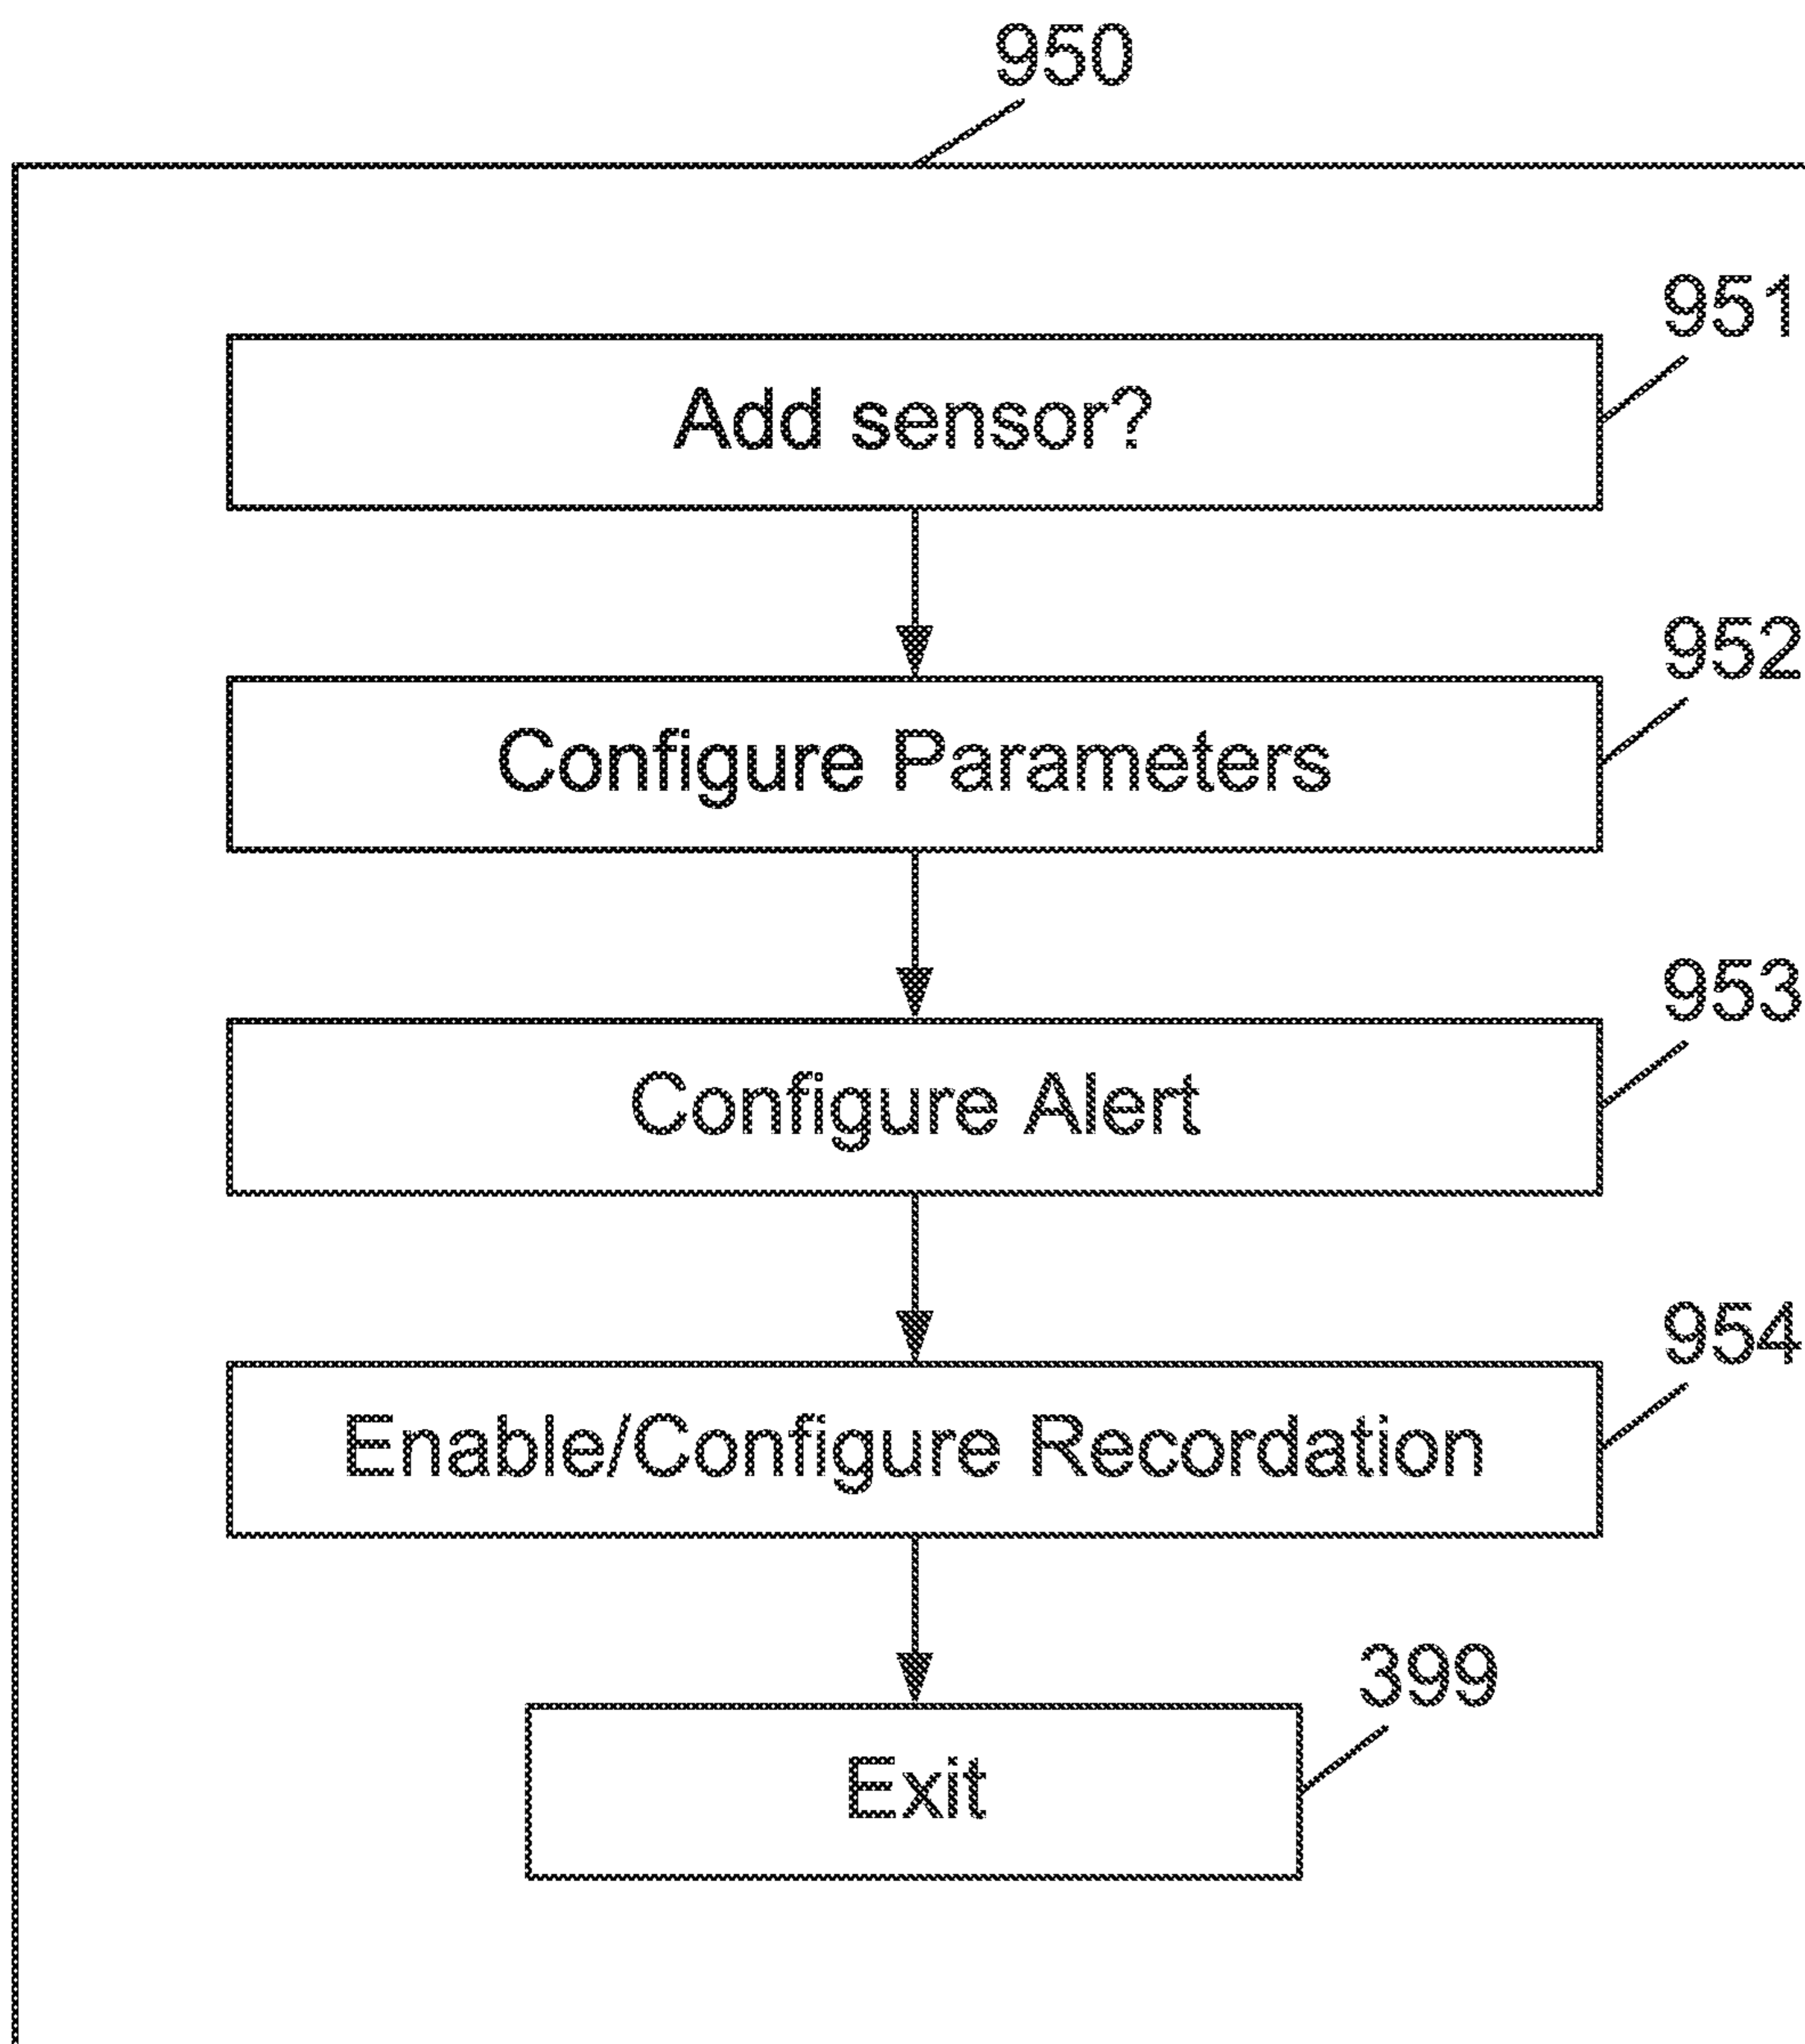 950
951
Add sensor?
952
Configure Parameters
953
Configure Alert
954
Enable/Configure Recordation
399
Exit